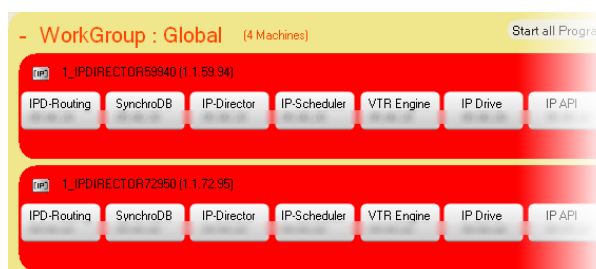 - WorkGroup : Global (4 Machines) Start all Progra
[IP] 1_IPDIRECTOR59940 (1.1.59.94)
IPD-Routing SynchroDB IP-Director IP-Scheduler VTR Engine IP Drive IP API
[IP] 1_IPDIRECTOR72950 (1.1.72.95)
IPD-Routing SynchroDB IP-Director IP-Scheduler VTR Engine IP Drive IP API